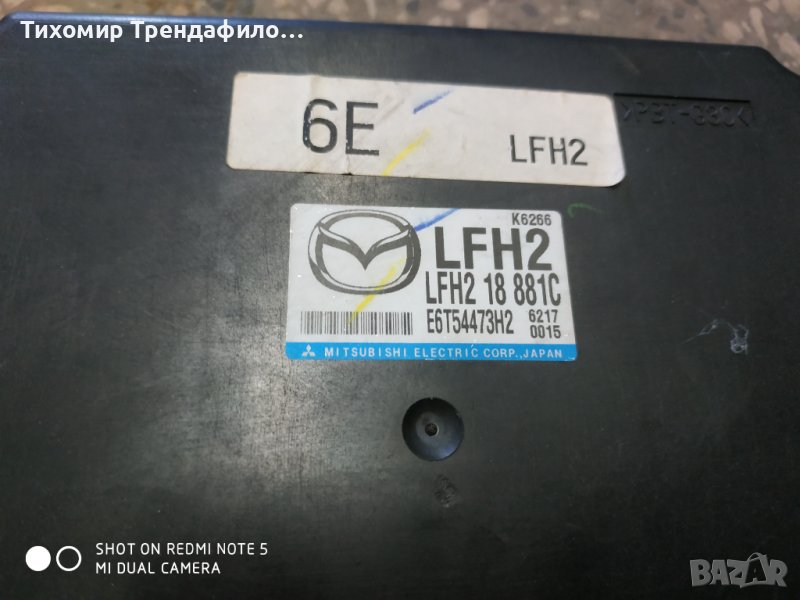 Тихомир Трендафило...
6E
LFH2
K6266
LFH2
LFH2 18 881C
E6T54473H2 6217
0015
MITSUBISHI ELECTRIC CORP., JAPAN
SHOT ON REDMI NOTE 5
MI DUAL CAMERA
BAZAR